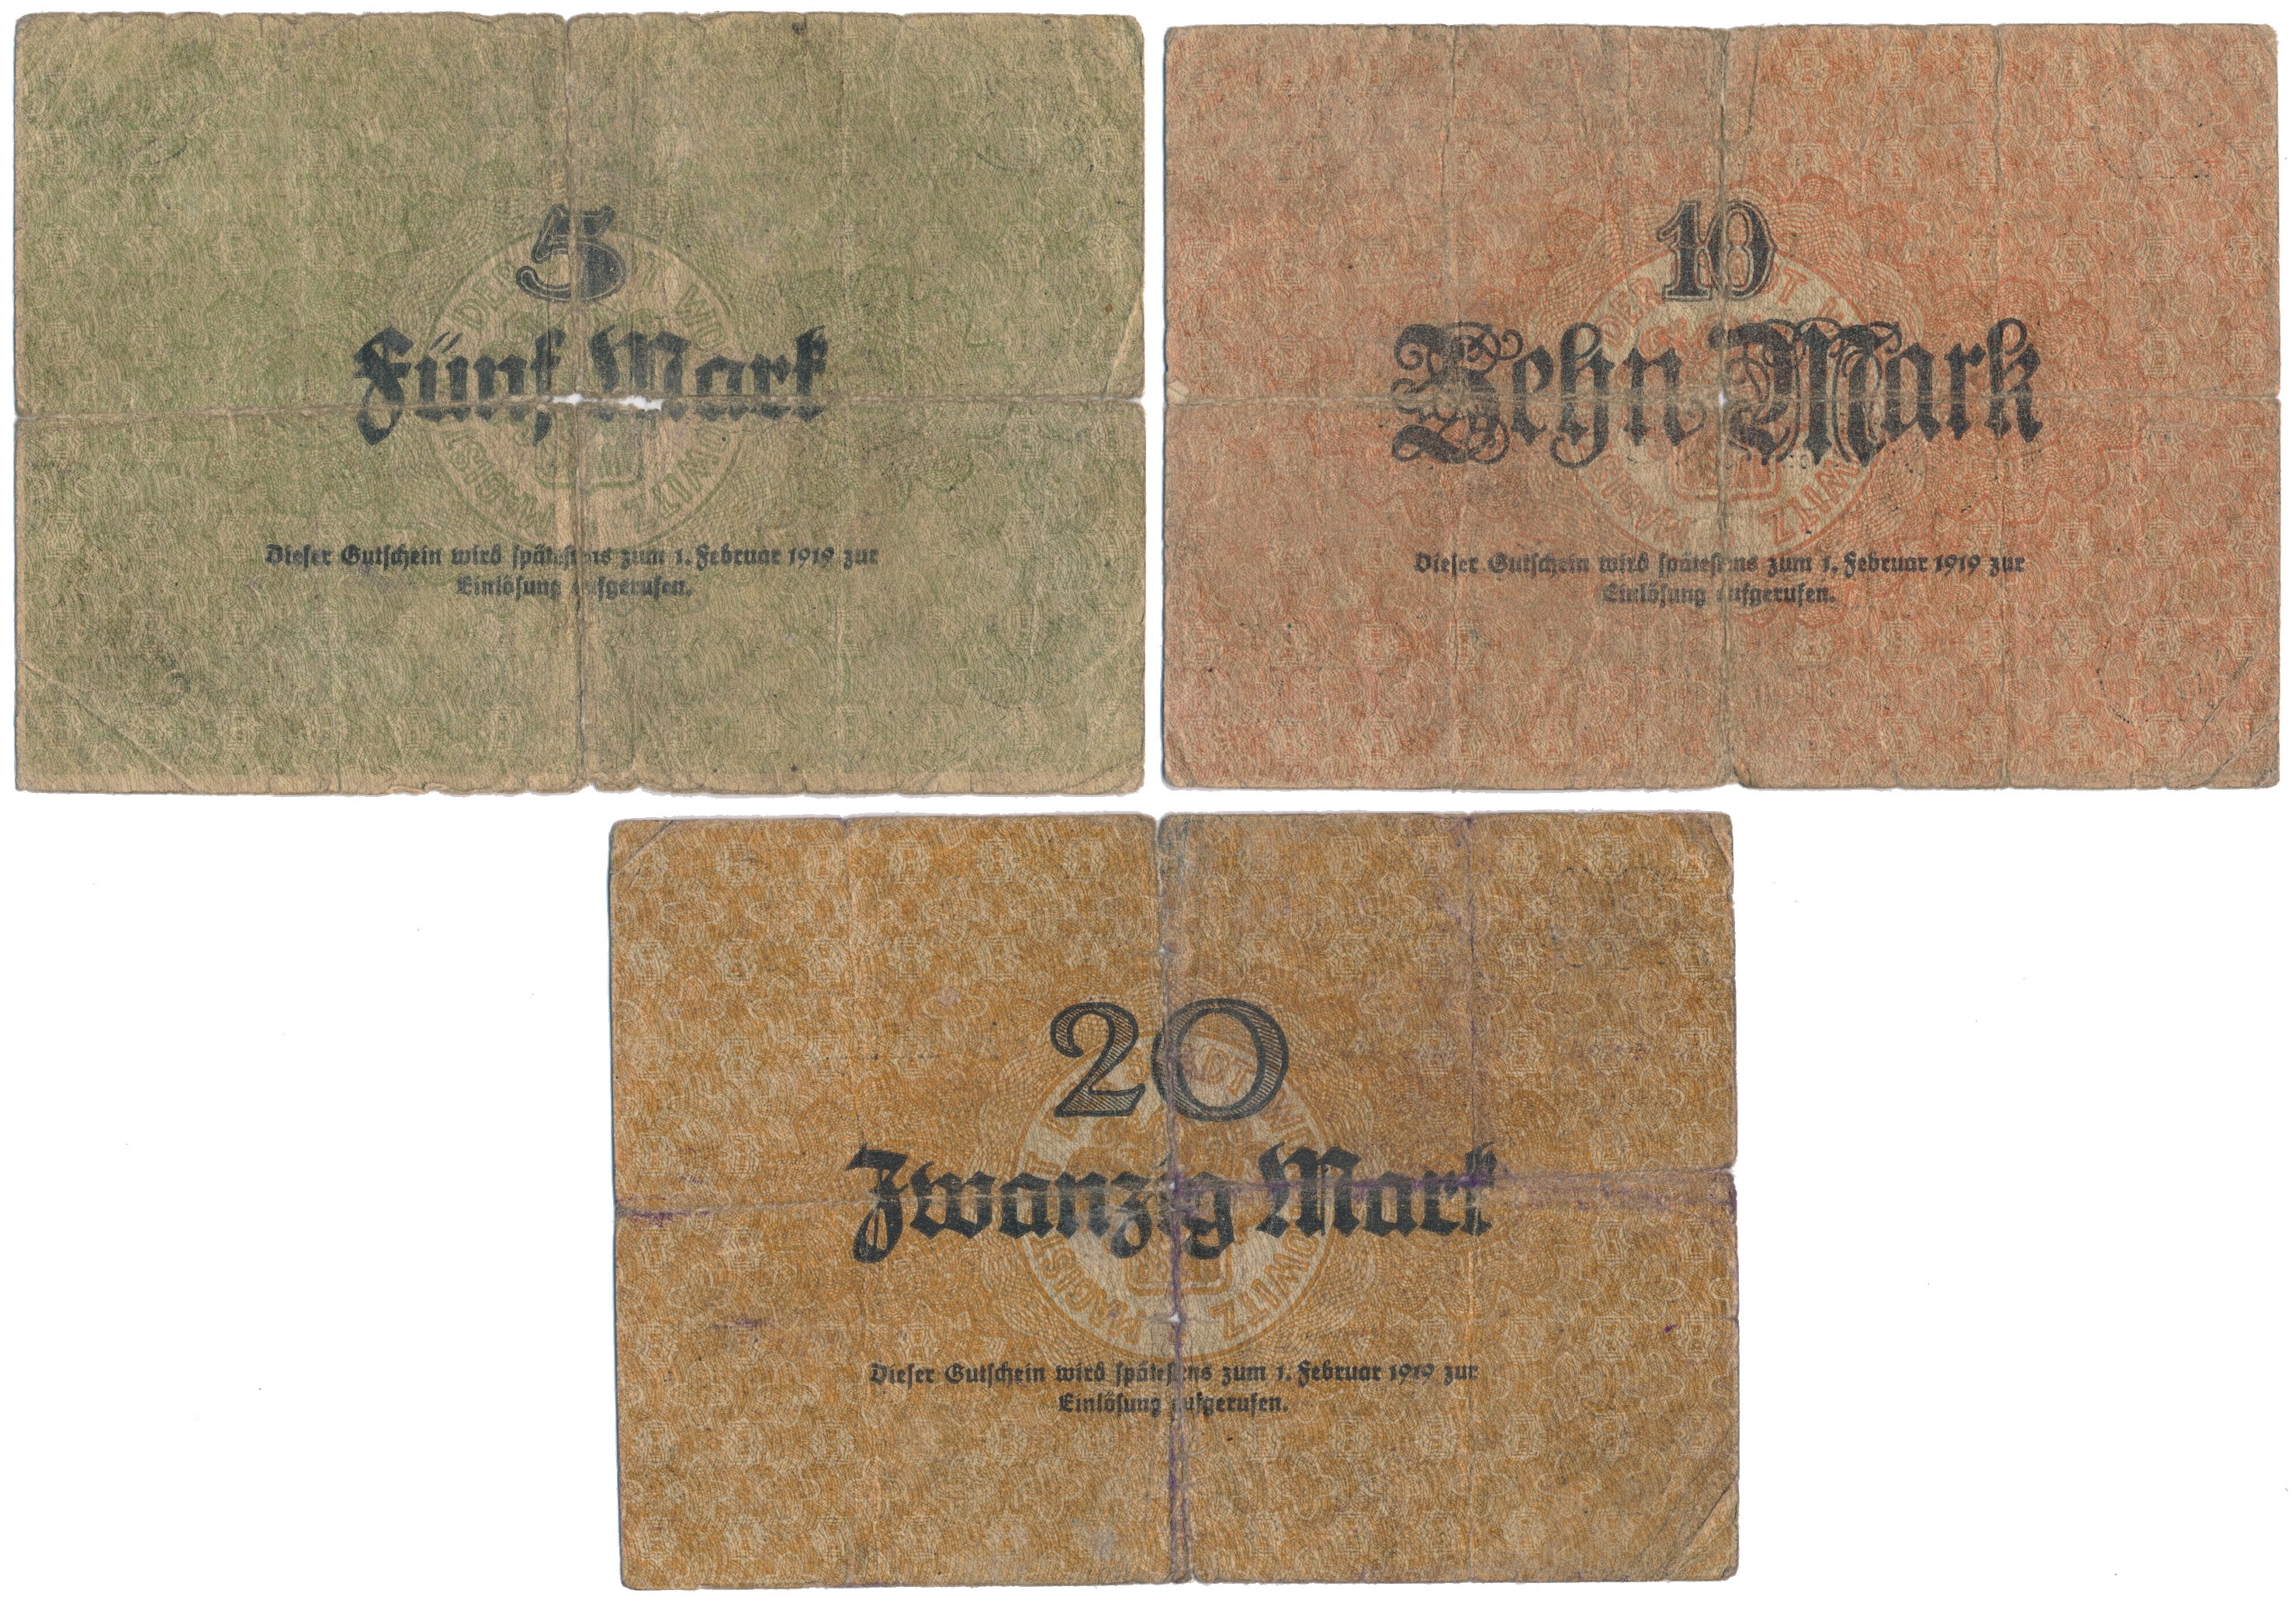 5
Fünf Mark
Dieser Gutschein wird spätestens zum 1. Februar 1919 zur
Einlösung aufgerufen.
10
Zehn Mark
Dieser Gutschein wird spätestens zum 1. Februar 1919 zur
Einlösung aufgerufen.
20
Zwanzig Mark
Dieser Gutschein wird spätestens zum 1. Februar 1919 zur
Einlösung aufgerufen.